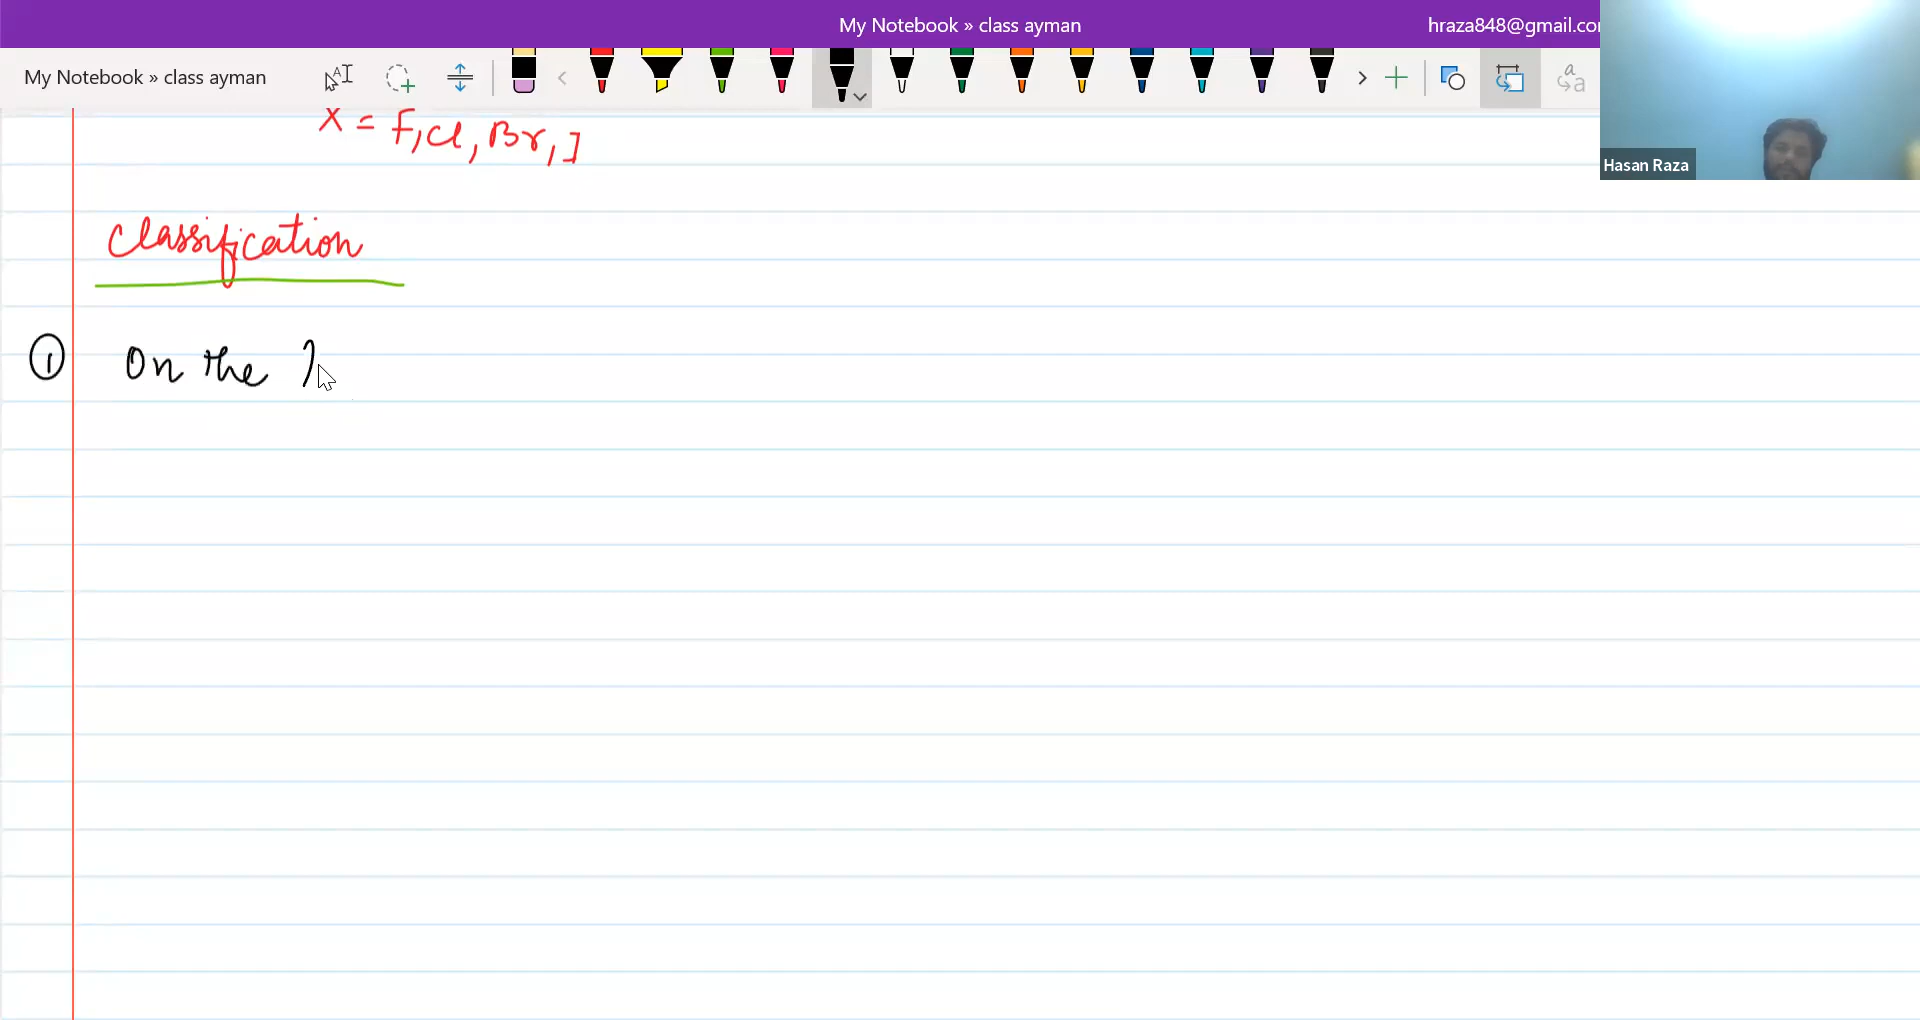 My Notebook » class ayman
hraza848@gmail.co
My Notebook » class ayman
Hasan Raza
X = F, Cl, Br, I
Classification
① On the